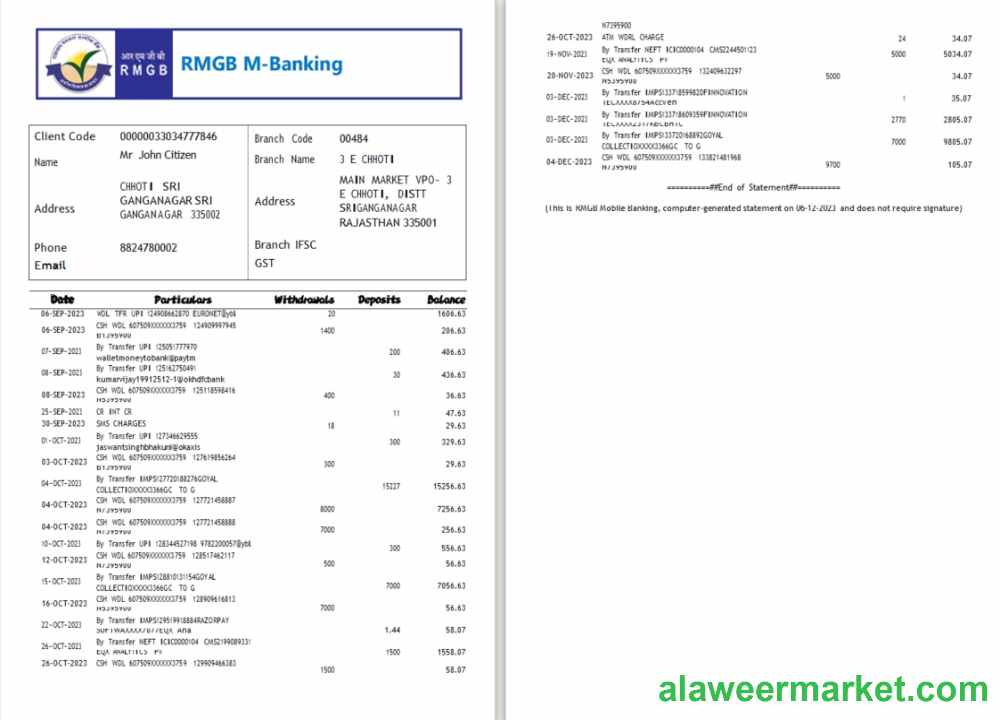 आर एम जी बी
RMGB
RMGB M-Banking
Client Code 00000033034777846
Name Mr John Citizen
Address CHHOTI SRI
GANGANAGAR SRI
GANGANAGAR 335002
Phone 8824780002
Email
Branch Code 00484
Branch Name 3 E CHHOTI
Address MAIN MARKET VPO- 3
E CHHOTI, DISTT
SRIGANGANAGAR
RAJASTHAN 335001
Branch IFSC
GST
Date Particulars Withdrawals Deposits Balance
06-SEP-2023 WDL TFR UPI 124908662870 EURONET@ybl 20 1606.63
06-SEP-2023 CSH WDL 607509XXXXXX3759 124909997945 1400 206.63
B1395900
07-SEP-2023 By Transfer UPI 125051777970 200 406.63
walletmoneytobank@paytm
08-SEP-2023 By Transfer UPI 125162750491 30 436.63
kumarvijay19912512-1@okhdfcbank
08-SEP-2023 CSH WDL 607509XXXXXX3759 125118598416 400 36.63
N5395900
25-SEP-2023 CR INT CR 11 47.63
30-SEP-2023 SMS CHARGES 18 29.63
01-OCT-2023 By Transfer UPI 127346629555 300 329.63
jaswantsinghbhakuni@okaxis
03-OCT-2023 CSH WDL 607509XXXXXX3759 127619856264 300 29.63
B1395900
04-OCT-2023 By Transfer IMPS127720188276GOYAL 15227 15256.63
COLLECTIOXXXX3366GC TO G
04-OCT-2023 CSH WDL 607509XXXXXX3759 127721458887 8000 7256.63
N7395900
04-OCT-2023 CSH WDL 607509XXXXXX3759 127721458888 7000 256.63
N7395900
10-OCT-2023 By Transfer UPI 128344527198 9782200057@ybl 300 556.63
12-OCT-2023 CSH WDL 607509XXXXXX3759 128517462117 500 56.63
N7395900
15-OCT-2023 By Transfer IMPS128810131154GOYAL 7000 7056.63
COLLECTIOXXXX3366GC TO G
16-OCT-2023 CSH WDL 607509XXXXXX3759 128909616813 7000 56.63
N5395900
22-OCT-2023 By Transfer IMPS129519918884RAZORPAY 1.44 58.07
SOFTWAXXXX7877EQX Ana
26-OCT-2023 By Transfer NEFT ICIC0000104 CMS2199089331 1500 1558.07
EQX ANALYTICS PV
26-OCT-2023 CSH WDL 607509XXXXXX3759 129909466383 1500 58.07
N7395900
26-OCT-2023 ATM WDRL CHARGE 24 34.07
19-NOV-2023 By Transfer NEFT ICIC0000104 CMS2244501123 5000 5034.07
EQX ANALYTICS PV
20-NOV-2023 CSH WDL 607509XXXXXX3759 132409632297 5000 34.07
N5395900
03-DEC-2023 By Transfer IMPS133718599820FINNOVATION 1 35.07
TECXXXX8754Accven
03-DEC-2023 By Transfer IMPS133718609359FINNOVATION 2770 2805.07
03-DEC-2023 By Transfer IMPS133720168892GOYAL 7000 9805.07
COLLECTIOXXXX3366GC TO G
04-DEC-2023 CSH WDL 607509XXXXXX3759 133821481968 9700 105.07
N7395900
==========##End of Statement##==========
(This is RMGB Mobile Banking, computer-generated statement on 06-12-2023 and does not require signature)
alaweermarket.com